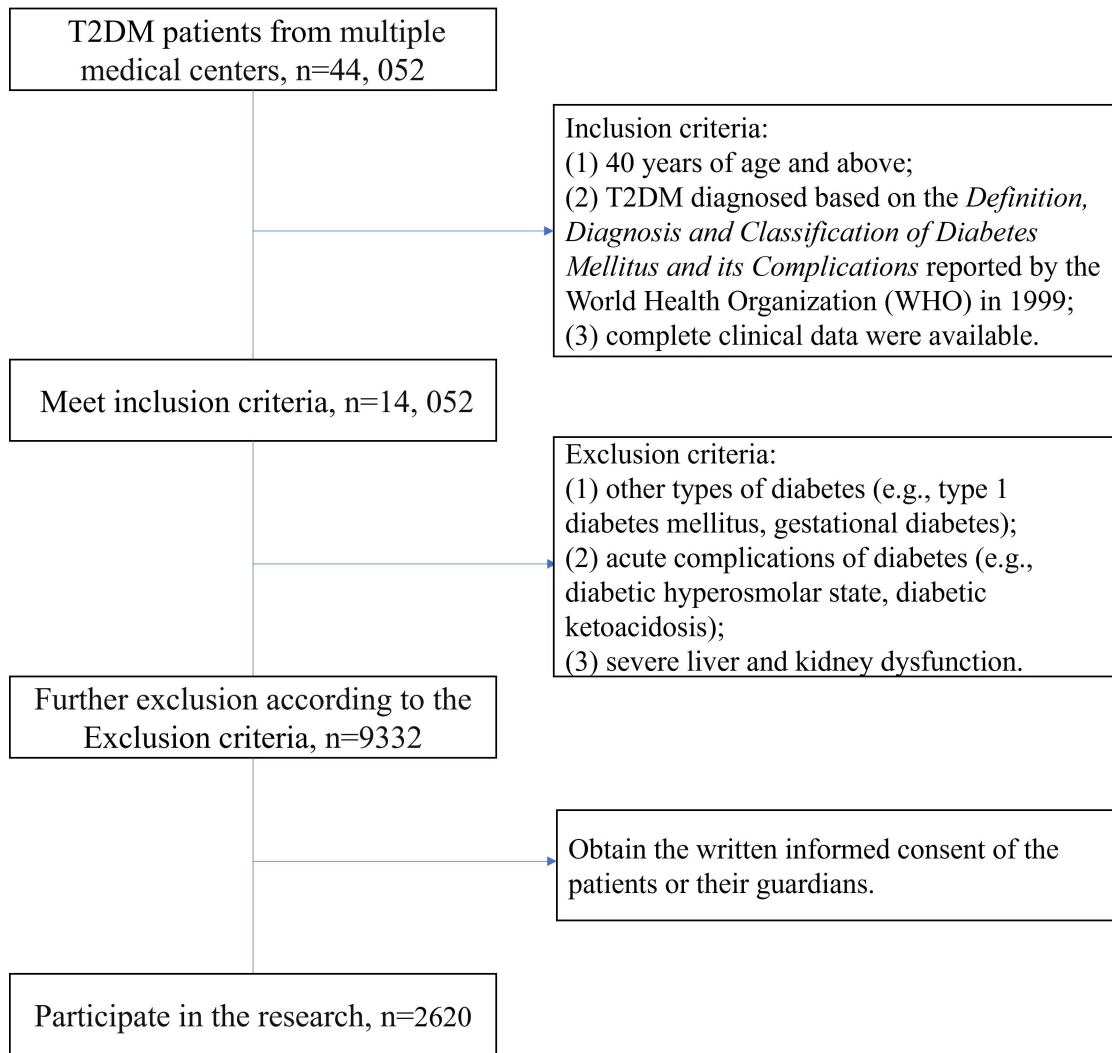 T2DM patients from multiple
medical centers, n=44, 052
Inclusion criteria:
(1) 40 years of age and above;
(2) T2DM diagnosed based on the Definition,
Diagnosis and Classification of Diabetes
Mellitus and its Complications reported by the
World Health Organization (WHO) in 1999;
(3) complete clinical data were available.
Meet inclusion criteria, n=14, 052
Exclusion criteria:
(1) other types of diabetes (e.g., type 1
diabetes mellitus, gestational diabetes);
(2) acute complications of diabetes (e.g.,
diabetic hyperosmolar state, diabetic
ketoacidosis);
(3) severe liver and kidney dysfunction.
Further exclusion according to the
Exclusion criteria, n=9332
Obtain the written informed consent of the
patients or their guardians.
Participate in the research, n=2620